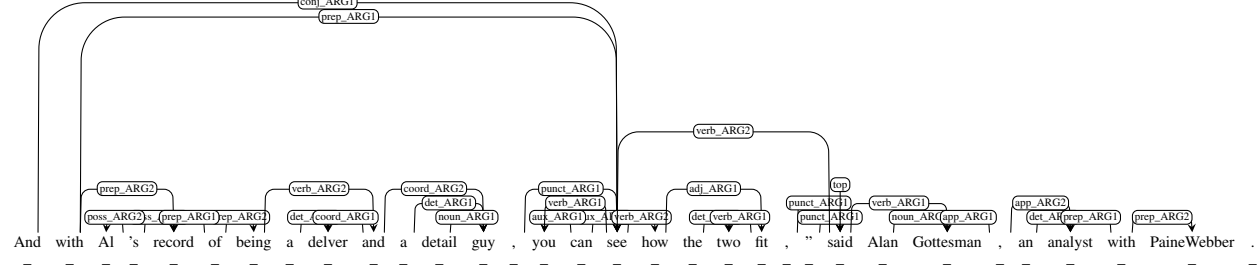 conj_ARG1
prep_ARG1
verb_ARG2
top
prep_ARG2 verb_ARG2 coord_ARG2 punct_ARG1 adj_ARG1
det_ARG1 verb_ARG1 punct_ARG1 verb_ARG1 app_ARG2
poss_ARG2 prep_ARG1 coord_ARG1 noun_ARG1 aux_ARG1 verb_ARG2 verb_ARG1 punct_ARG1 app_ARG1 prep_ARG1 prep_ARG2
And with Al 's record of being a delver and a detail guy , you can see how the two fit , ” said Alan Gottesman , an analyst with PaineWebber .